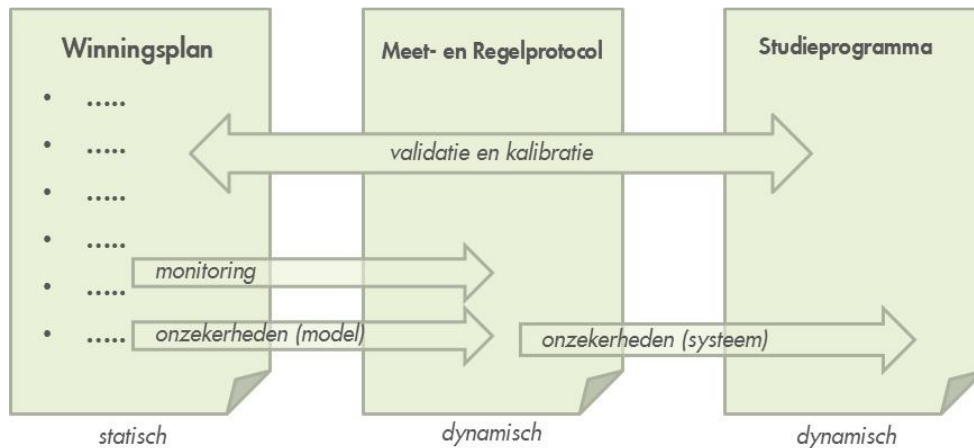 Winningsplan
Meet- en Regelprotocol
Studieprogramma
• .....
• .....
• .....
• .....
• .....
• .....
validatie en kalibratie
monitoring
onzekerheden (model)
onzekerheden (systeem)
statisch
dynamisch
dynamisch